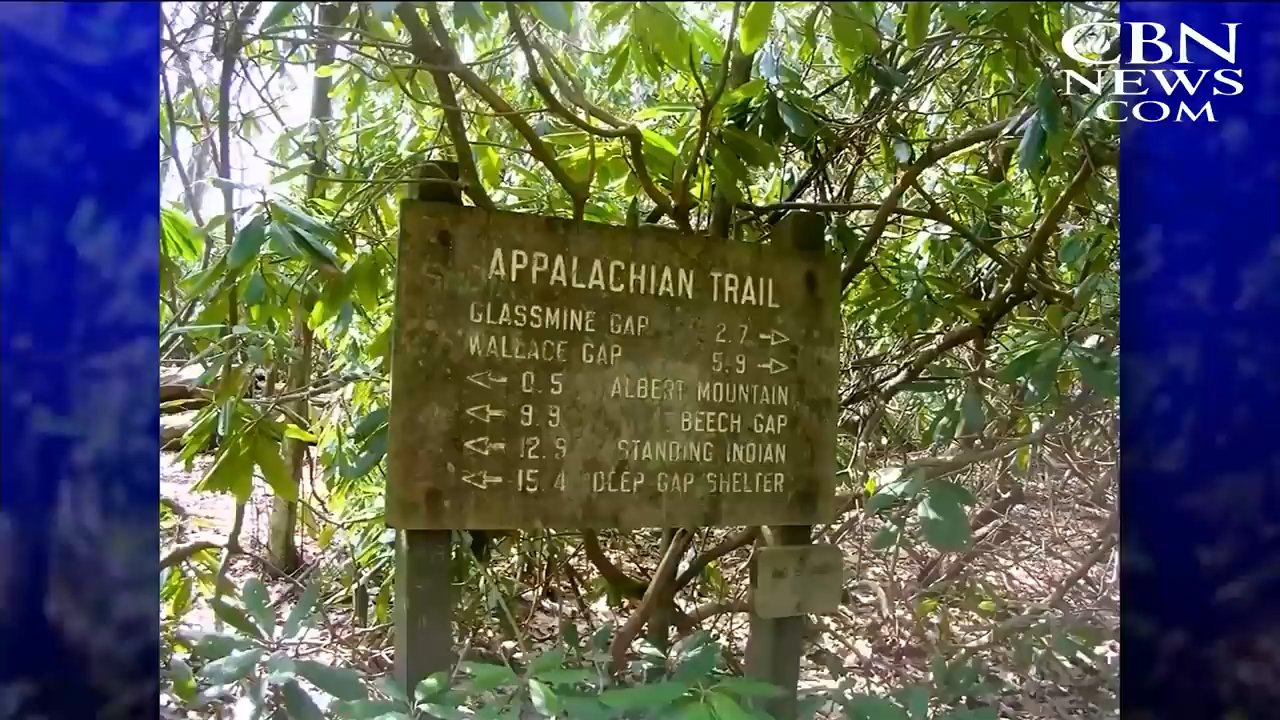 CBN
NEWS
COM
APPALACHIAN TRAIL
GLASSMINE GAP 2.7
WALLACE GAP 5.9
0.5 ALBERT MOUNTAIN
9.9 BEECH GAP
12.9 STANDING INDIAN
15.4 DEEP GAP SHELTER